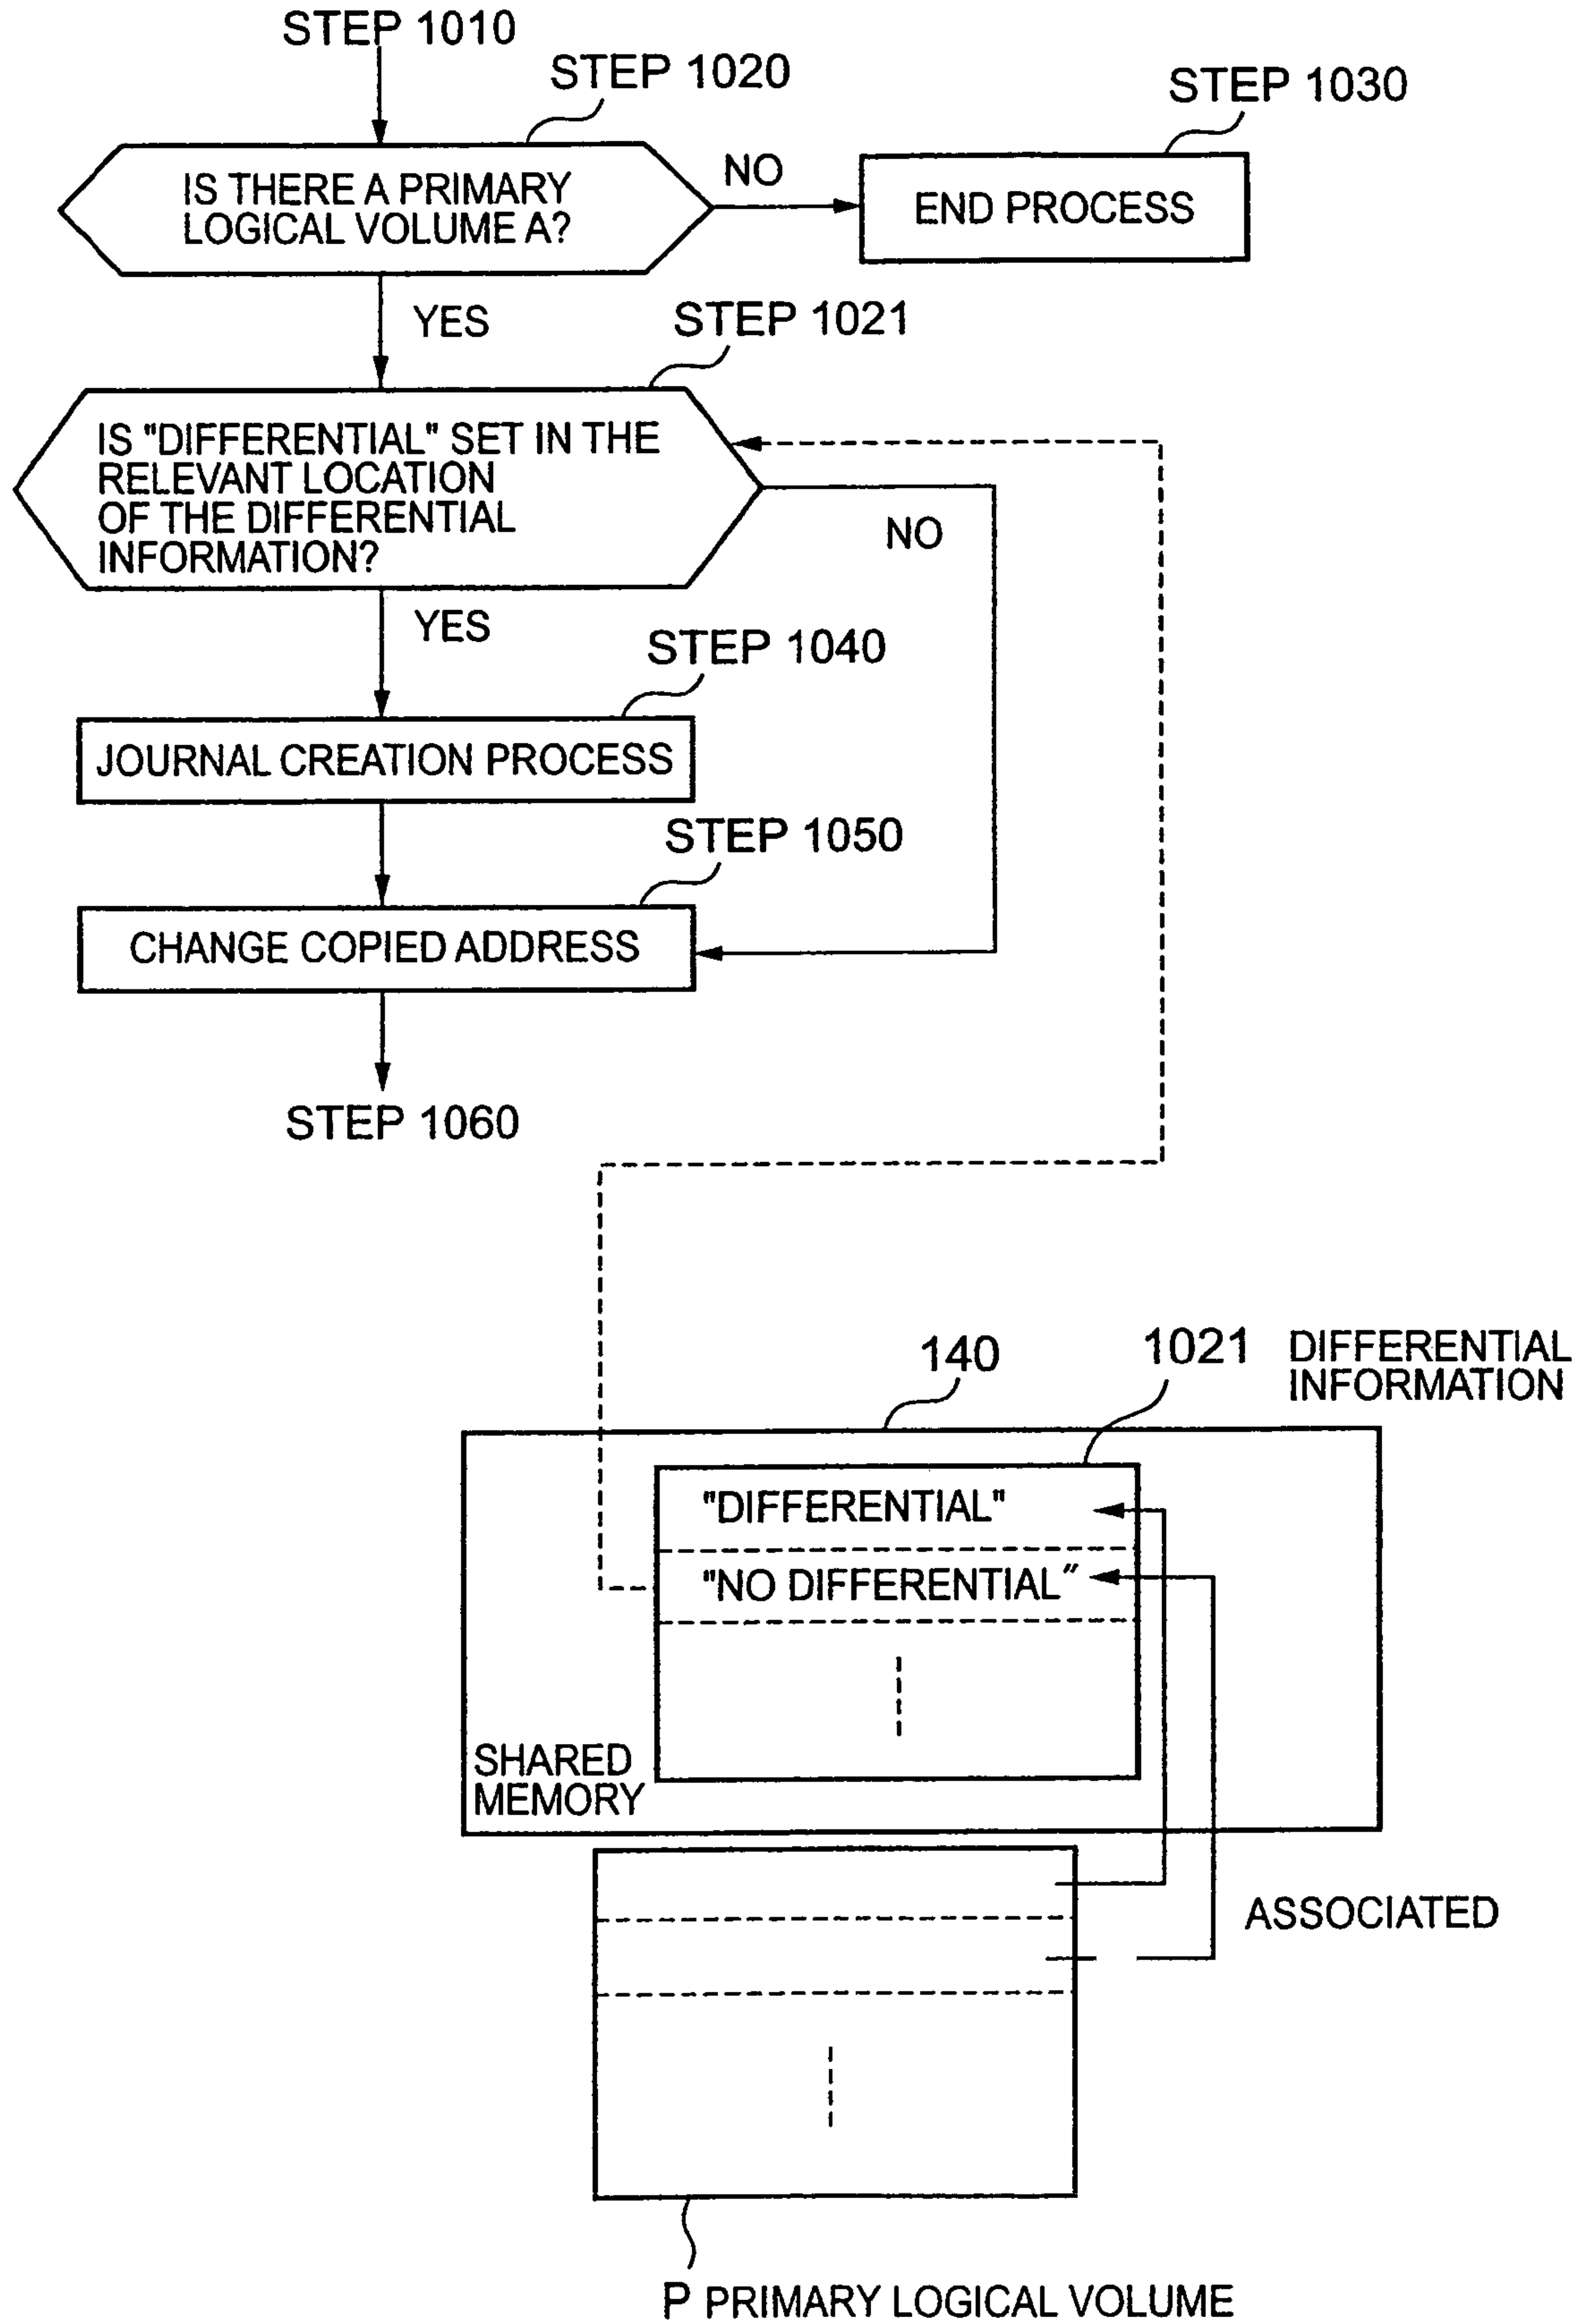 STEP 1010
STEP 1020
STEP 1030
IS THERE A PRIMARY
LOGICAL VOLUME A?
NO
END PROCESS
YES
STEP 1021
IS "DIFFERENTIAL" SET IN THE
RELEVANT LOCATION
OF THE DIFFERENTIAL
INFORMATION?
NO
YES
STEP 1040
JOURNAL CREATION PROCESS
STEP 1050
CHANGE COPIED ADDRESS
STEP 1060
140
1021
DIFFERENTIAL
INFORMATION
"DIFFERENTIAL"
"NO DIFFERENTIAL"
SHARED
MEMORY
ASSOCIATED
P PRIMARY LOGICAL VOLUME